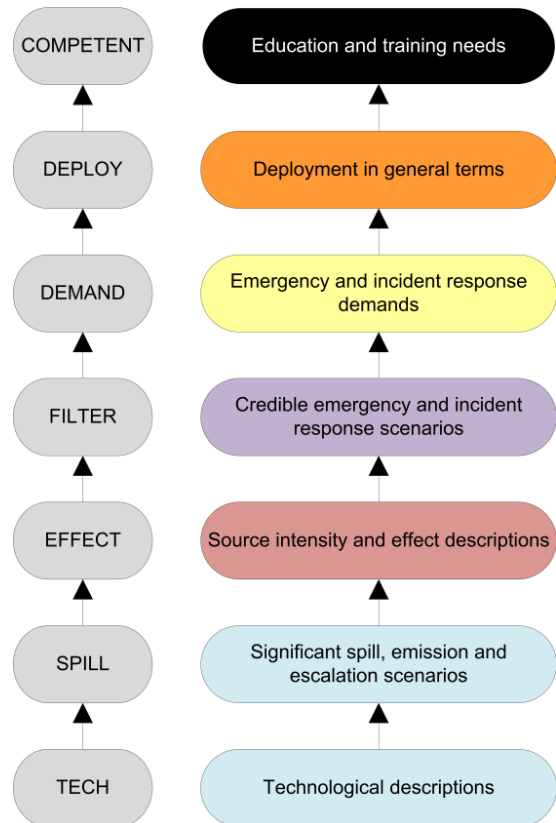 COMPETENT
Education and training needs
DEPLOY
Deployment in general terms
DEMAND
Emergency and incident response
demands
FILTER
Credible emergency and incident
response scenarios
EFFECT
Source intensity and effect descriptions
SPILL
Significant spill, emission and
escalation scenarios
TECH
Technological descriptions